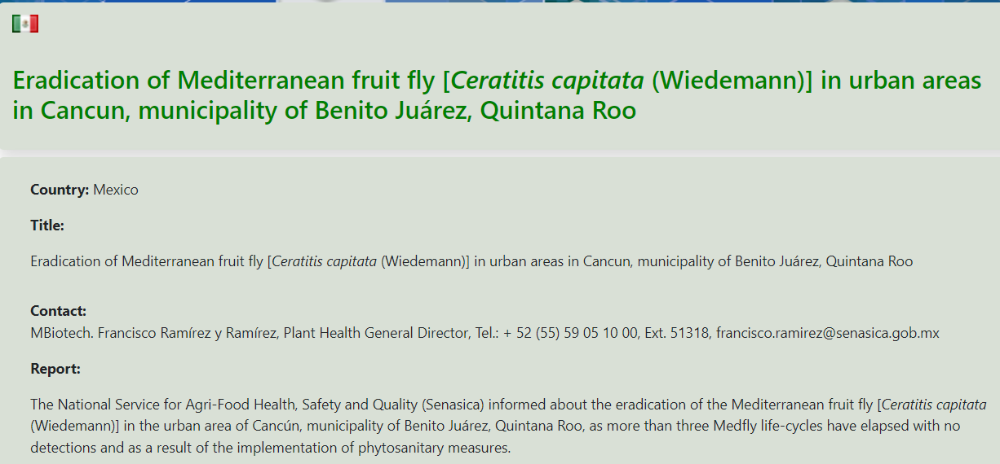 Eradication of Mediterranean fruit fly [Ceratitis capitata (Wiedemann)] in urban areas
in Cancun, municipality of Benito Juárez, Quintana Roo
Country: Mexico
Title:
Eradication of Mediterranean fruit fly [Ceratitis capitata (Wiedemann)] in urban areas in Cancun, municipality of Benito Juárez, Quintana Roo
Contact:
MBiotech. Francisco Ramírez y Ramírez, Plant Health General Director, Tel.: + 52 (55) 59 05 10 00, Ext. 51318, francisco.ramirez@senasica.gob.mx
Report:
The National Service for Agri-Food Health, Safety and Quality (Senasica) informed about the eradication of the Mediterranean fruit fly [Ceratitis capitata
(Wiedemann)] in the urban area of Cancún, municipality of Benito Juárez, Quintana Roo, as more than three Medfly life-cycles have elapsed with no
detections and as a result of the implementation of phytosanitary measures.